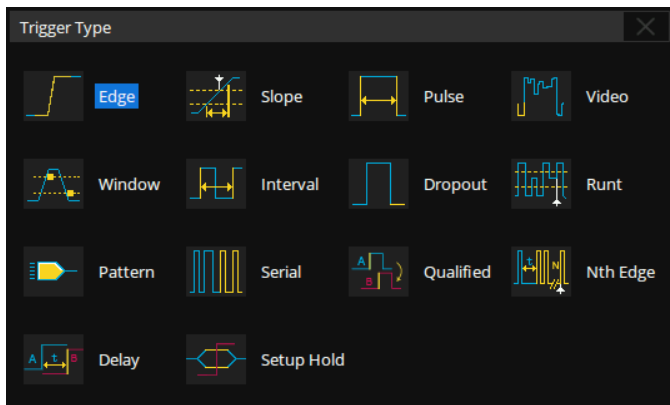 Trigger Type
Edge Slope Pulse Video
Window Interval Dropout Runt
Pattern Serial A B Qualified t N Nth Edge
A t B Delay Setup Hold